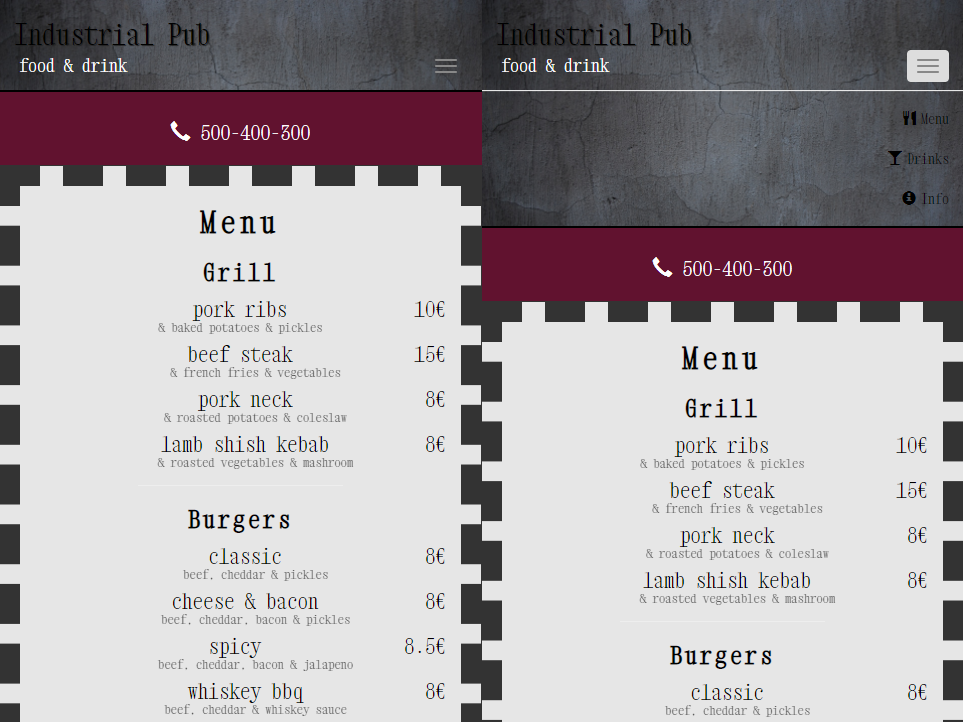 Industrial Pub
food & drink
500-400-300
Menu
Grill
pork ribs 10€
& baked potatoes & pickles
beef steak 15€
& french fries & vegetables
pork neck 8€
& roasted potatoes & coleslaw
lamb shish kebab 8€
& roasted vegetables & mashroom
Burgers
classic 8€
beef, cheddar & pickles
cheese & bacon 8€
beef, cheddar, bacon & pickles
spicy 8.5€
beef, cheddar, bacon & jalapeno
whiskey bbq 8€
beef, cheddar & whiskey sauce
Industrial Pub
food & drink
Menu
Drinks
Info
500-400-300
Menu
Grill
pork ribs 10€
& baked potatoes & pickles
beef steak 15€
& french fries & vegetables
pork neck 8€
& roasted potatoes & coleslaw
lamb shish kebab 8€
& roasted vegetables & mashroom
Burgers
classic 8€
beef, cheddar & pickles